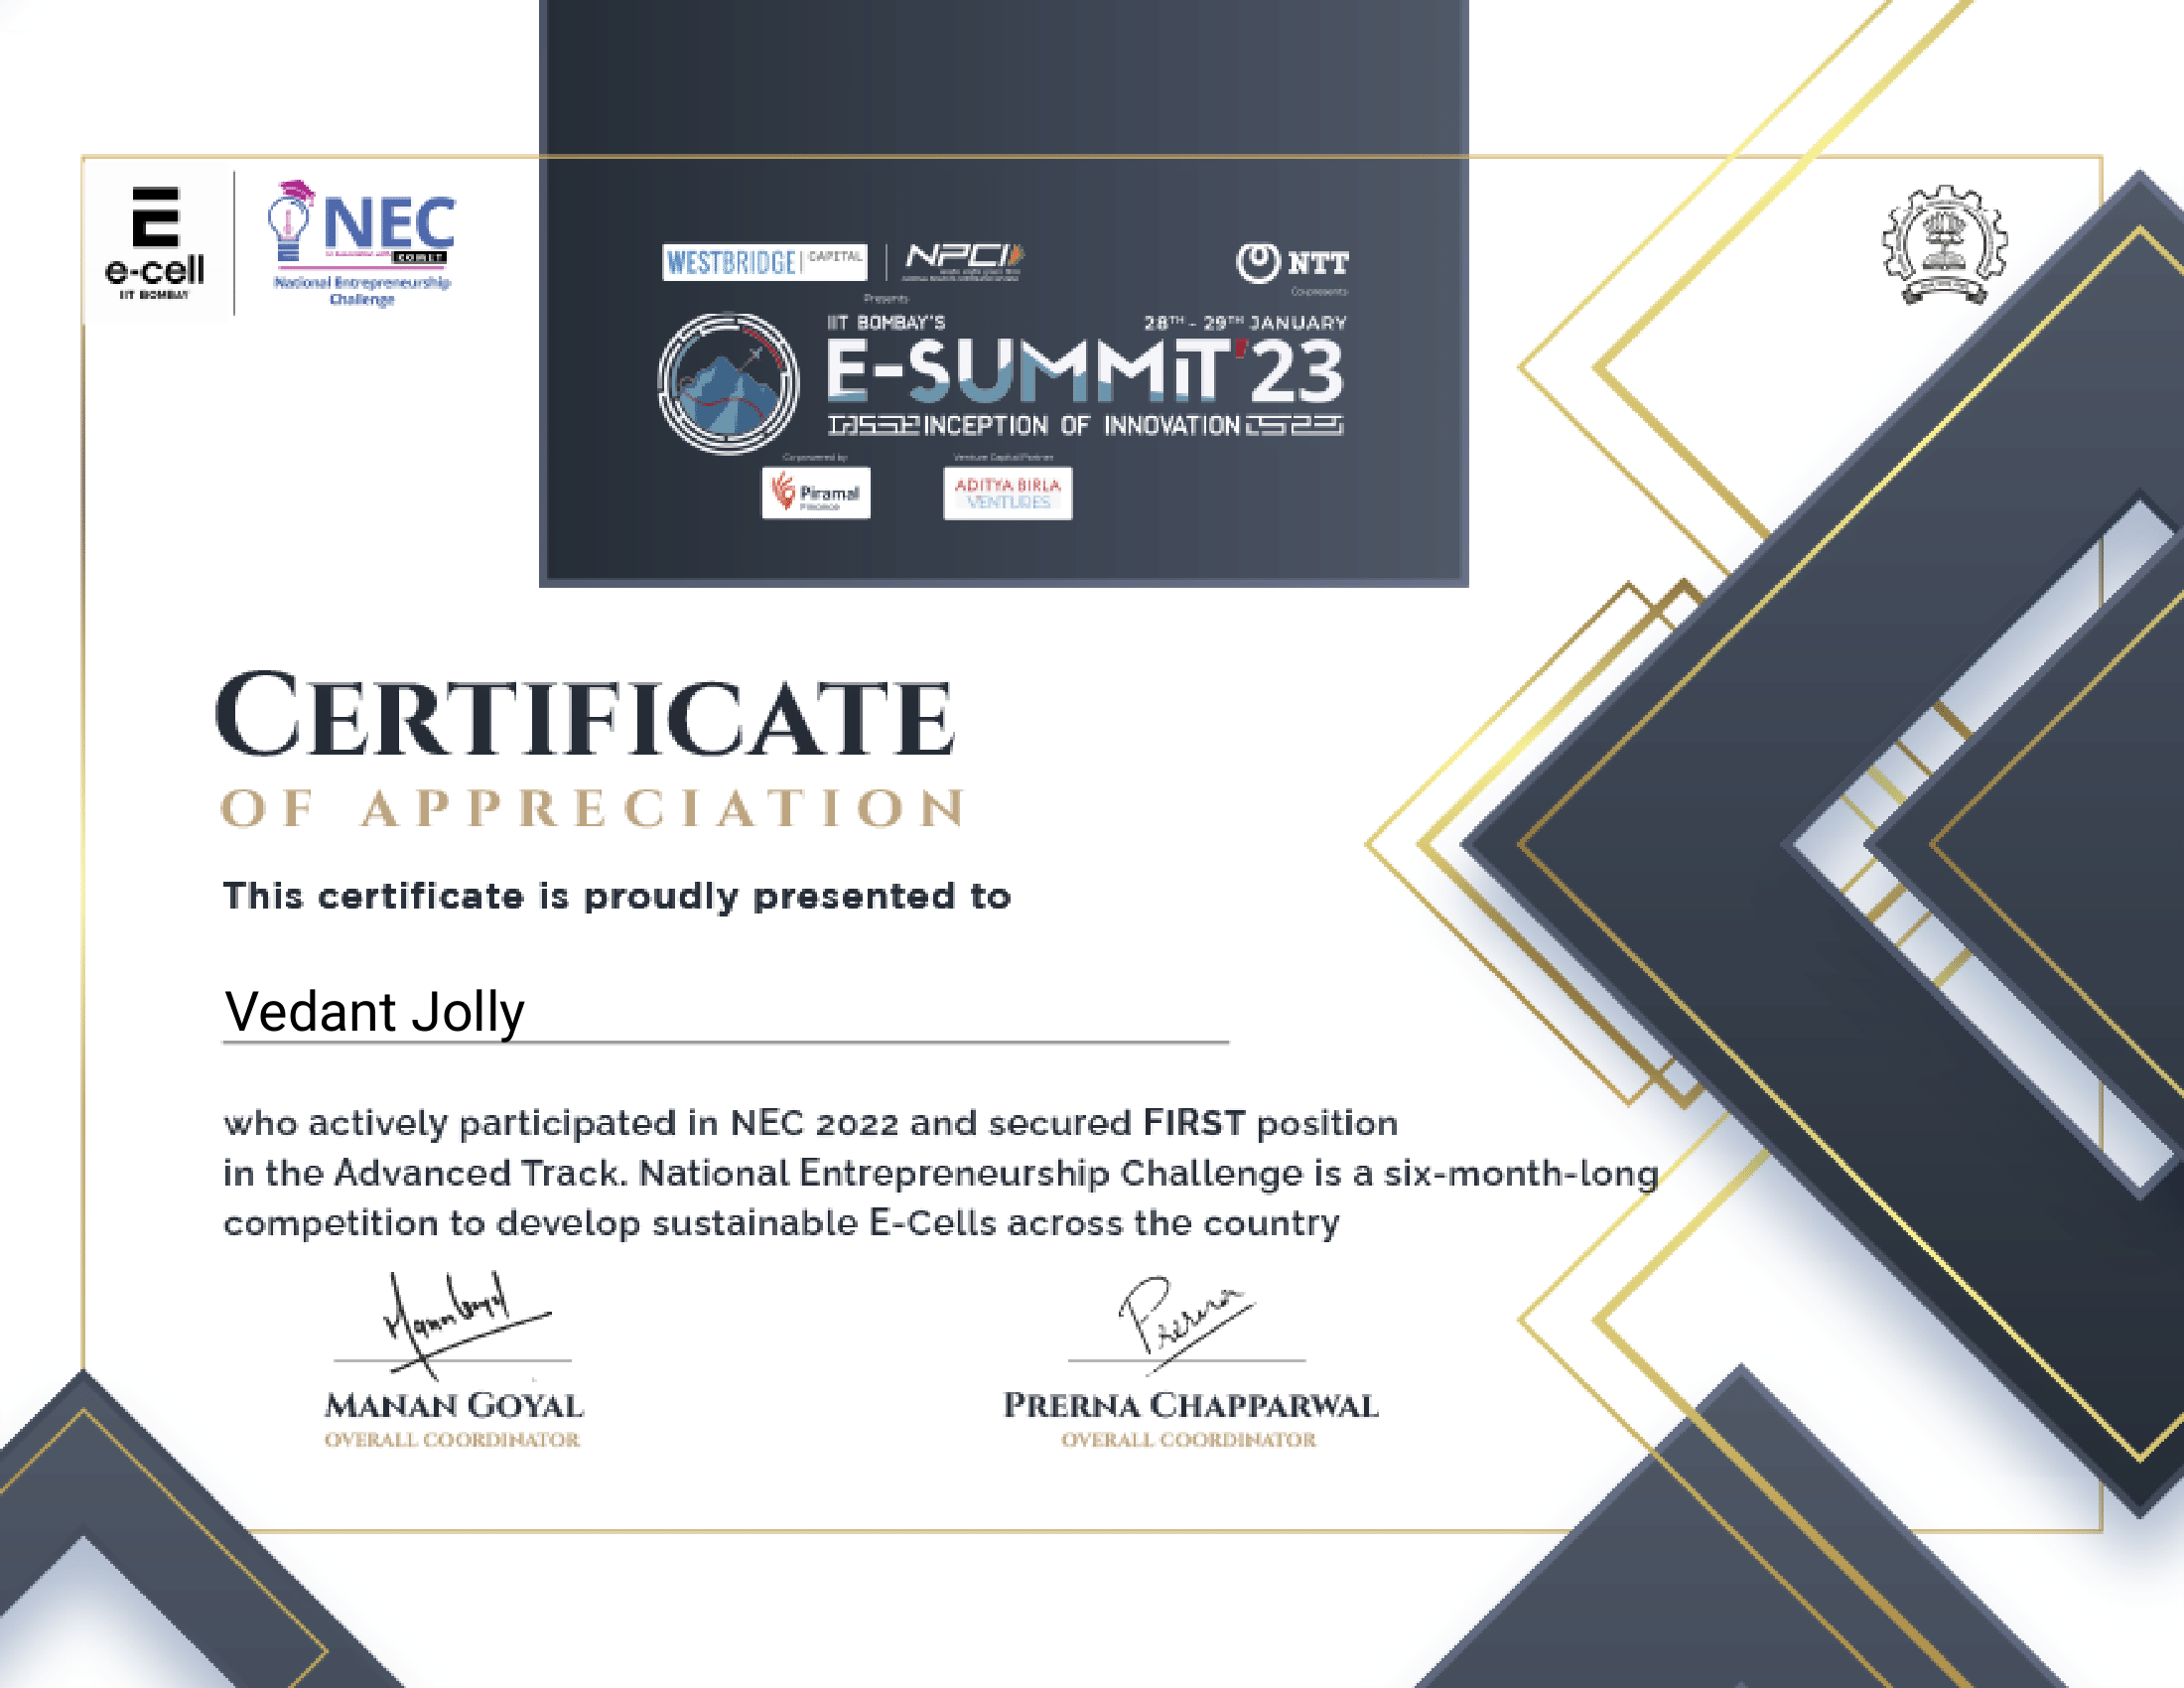 e-cell
IIT BOMBAY
NEC
COMET
National Entrepreneurship
Challenge
WESTBRIDGE | CAPITAL
NPCI
NTT
Presents
Co-presents
IIT BOMBAY'S
28TH - 29TH JANUARY
E-SUMMIT'23
INCEPTION OF INNOVATION
Co-powered by
Venture Capital Partner
Piramal
Finance
ADITYA BIRLA
VENTURES
CERTIFICATE
OF APPRECIATION
This certificate is proudly presented to
Vedant Jolly
who actively participated in NEC 2022 and secured FIRST position
in the Advanced Track. National Entrepreneurship Challenge is a six-month-long
competition to develop sustainable E-Cells across the country
Manan Goyal
Prerna
MANAN GOYAL
PRERNA CHAPPARWAL
OVERALL COORDINATOR
OVERALL COORDINATOR